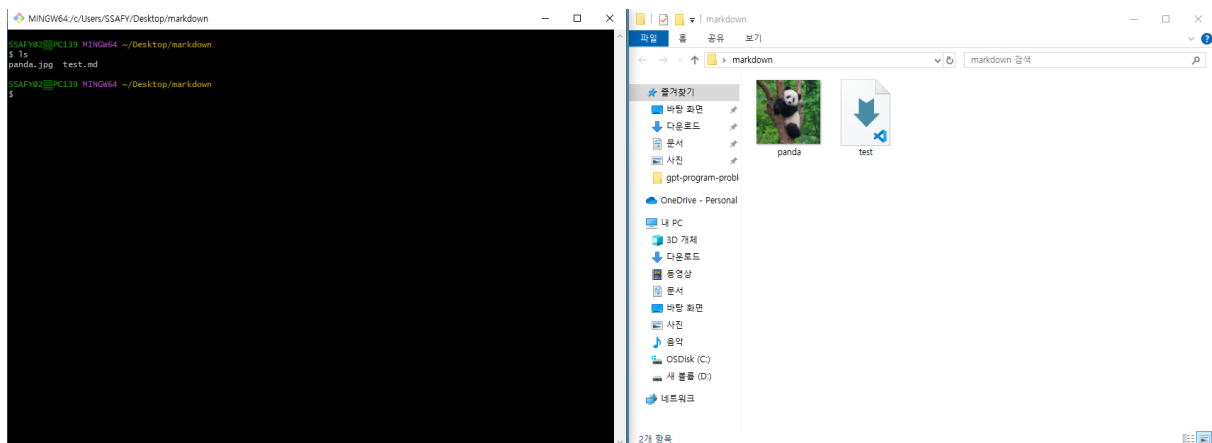 MINGW64:/c/Users/SSAFY/Desktop/markdown
SSAFY@2 PC139 MINGW64 ~/Desktop/markdown
$ ls
panda.jpg test.md
SSAFY@2 PC139 MINGW64 ~/Desktop/markdown
$
markdown
파일 홈 공유 보기
markdown
markdown 검색
즐겨찾기
바탕 화면
다운로드
문서
사진
gpt-program-probl
OneDrive - Personal
내 PC
3D 개체
다운로드
동영상
문서
바탕 화면
사진
음악
OSDisk (C:)
새 볼륨 (D:)
네트워크
panda
test
2개 항목